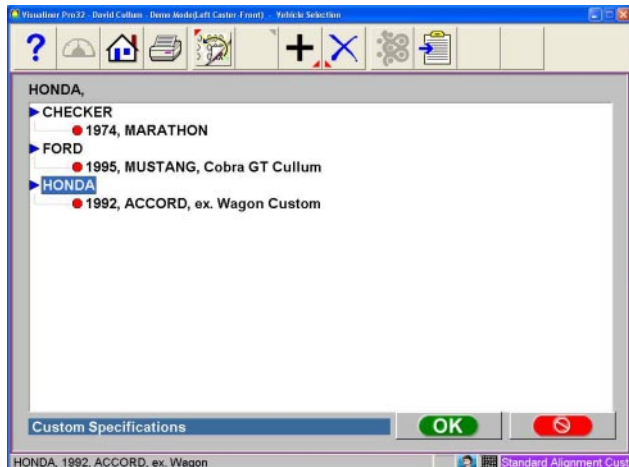 Visualiner Pro32 - David Cullum - Demo Mode(Left Caster-Front) - Vehicle Selection
?
HONDA,
CHECKER
1974, MARATHON
FORD
1995, MUSTANG, Cobra GT Cullum
HONDA
1992, ACCORD, ex. Wagon Custom
Custom Specifications
OK
HONDA, 1992, ACCORD, ex. Wagon
Standard Alignment Cust